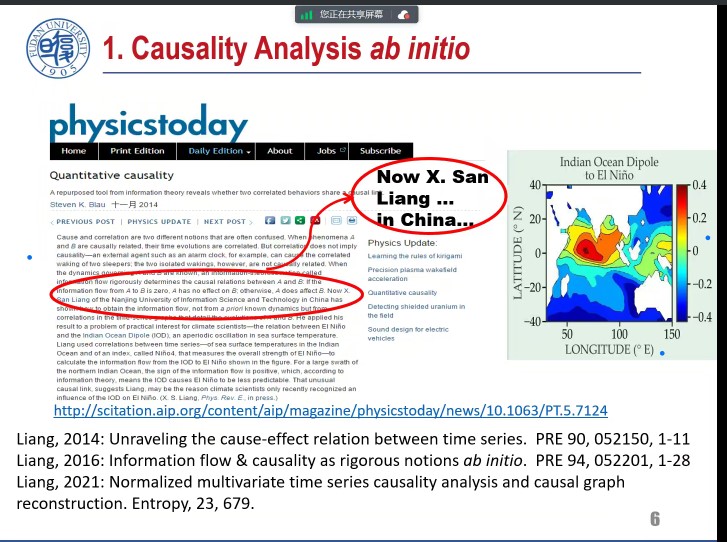 您正在共享屏幕
FUDAN UNIVERSITY
1905
1. Causality Analysis ab initio
physicstoday
Home Print Edition Daily Edition About Jobs Subscribe
Quantitative causality
A repurposed tool from information theory reveals whether two correlated behaviors share a causal link.
Steven K. Blau 十一月 2014
‹ PREVIOUS POST | PHYSICS UPDATE | NEXT POST ›
Cause and correlation are two different notions that are often confused. When phenomena A
and B are causally related, their time evolutions are correlated. But correlation does not imply
causality—an external agent such as an alarm clock, for example, can cause the correlated
waking of two sleepers; the two isolated wakings, however, are not causally related. When
the dynamics governing A and B are known, an information-theoretic notion called
information flow rigorously determines the causal relations between A and B: If the
information flow from A to B is zero, A has no effect on B; otherwise, A does affect B. Now X.
San Liang of the Nanjing University of Information Science and Technology in China has
shown how to obtain the information flow, not from a priori known dynamics but from
correlations in the time series
He applied his
result to a problem of practical interest for climate scientists—the relation between El Niño
and the Indian Ocean Dipole (IOD), an aperiodic oscillation in sea surface temperature.
Liang used correlations between time series—of sea surface temperatures in the Indian
Ocean and of an index, called Niño4, that measures the overall strength of El Niño—to
calculate the information flow from the IOD to El Niño shown in the figure. For a large swath of
the northern Indian Ocean, the sign of the information flow is positive, which, according to
information theory, means the IOD causes El Niño to be less predictable. That unusual
causal link, suggests Liang, may be the reason climate scientists only recently recognized an
influence of the IOD on El Niño. (X. S. Liang, Phys. Rev. E, in press.)
Now X. San
Liang ...
in China...
Physics Update:
Learning the rules of kirigami
Precision plasma wakefield
acceleration
Quantitative causality
Detecting shielded uranium in
the field
Sound design for electric
vehicles
Indian Ocean Dipole
to El Niño
LATITUDE (° N)
40
20
0
−20
−40
50 100 150
LONGITUDE (° E)
0.4
0.2
0
−0.2
−0.4
http://scitation.aip.org/content/aip/magazine/physicstoday/news/10.1063/PT.5.7124
Liang, 2014: Unraveling the cause-effect relation between time series. PRE 90, 052150, 1-11
Liang, 2016: Information flow & causality as rigorous notions ab initio. PRE 94, 052201, 1-28
Liang, 2021: Normalized multivariate time series causality analysis and causal graph
reconstruction. Entropy, 23, 679.
6